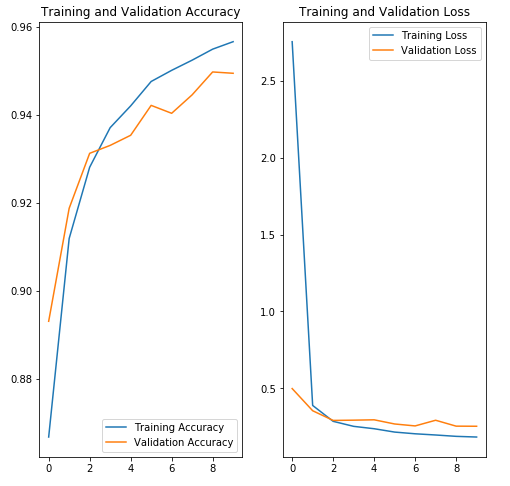 Training and Validation Accuracy
0.96
0.94
0.92
0.90
0.88
0 2 4 6 8
Training Accuracy
Validation Accuracy
Training and Validation Loss
Training Loss
Validation Loss
2.5
2.0
1.5
1.0
0.5
0 2 4 6 8